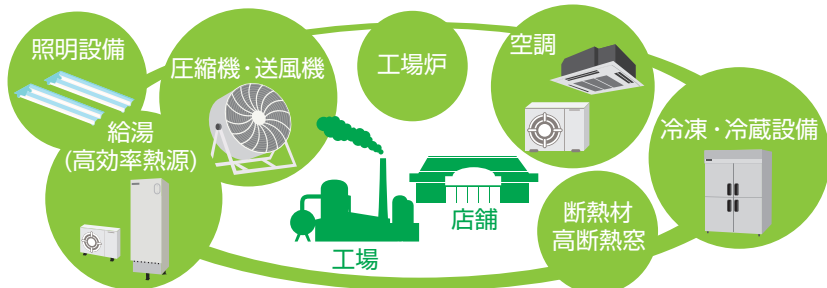 照明設備
圧縮機・送風機
工場炉
空調
給湯
(高効率熱源)
冷凍・冷蔵設備
断熱材
高断熱窓
店舗
工場